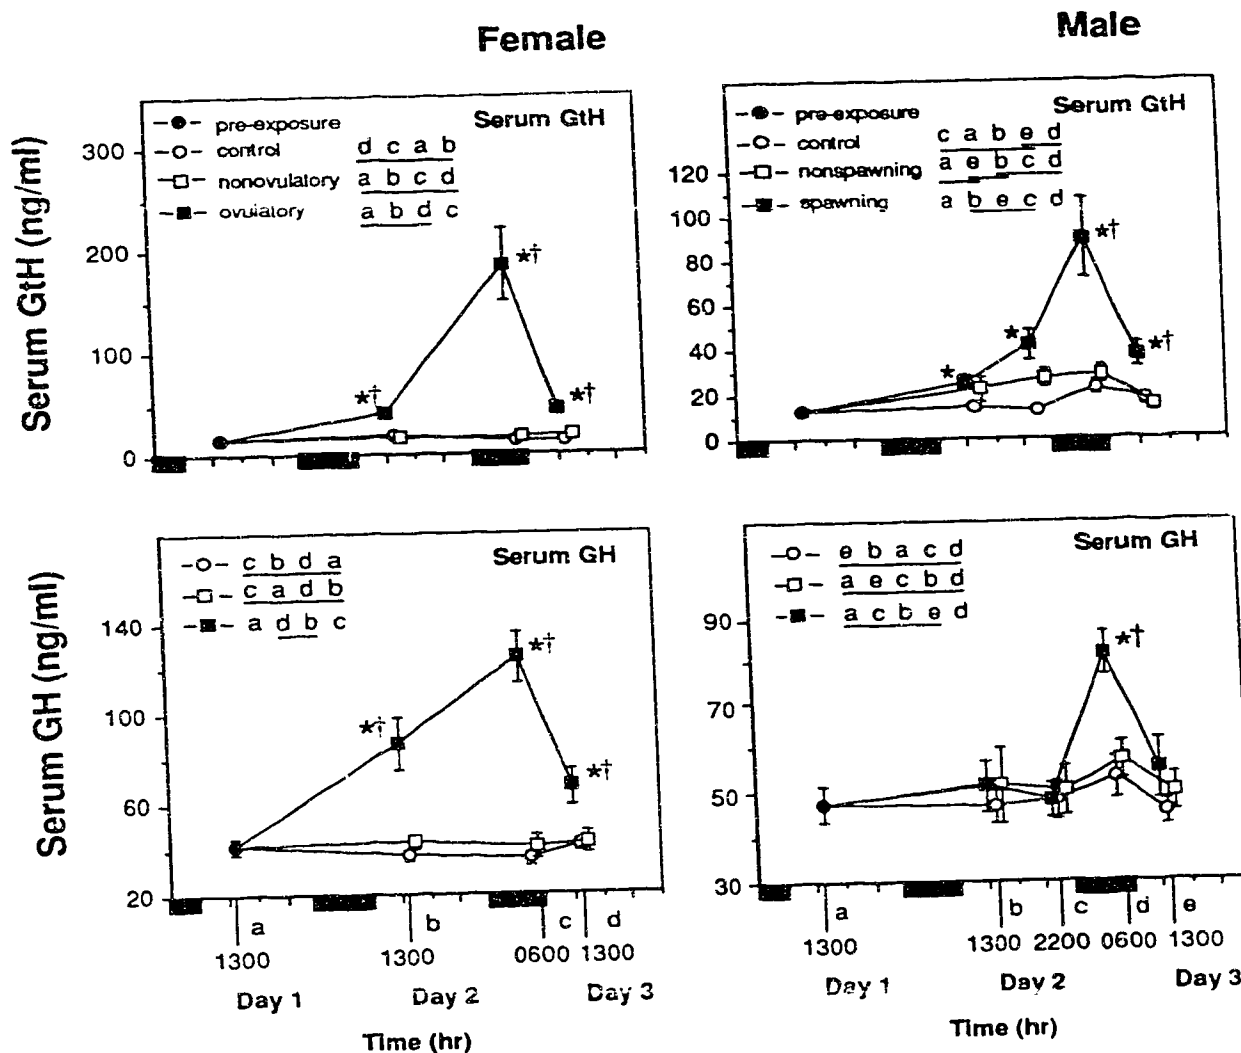 Female
Male
Serum GtH (ng/ml)
300
200
100
0
Serum GtH
pre-exposure
control d c a b
nonovulatory a b c d
ovulatory a b d c
*†
*†
*†
120
100
80
60
40
20
0
Serum GtH
pre-exposure
control c a b e d
nonspawning a e b c d
spawning a b e c d
*
*
*†
*†
Serum GH (ng/ml)
140
100
60
20
Serum GH
c b d a
c a d b
a d b c
*†
*†
*†
a b c d
1300 1300 0600 1300
Day 1 Day 2 Day 3
Time (hr)
90
70
50
30
Serum GH
e b a c d
a e c b d
a c b e d
*†
a b c d e
1300 1300 2200 0600 1300
Day 1 Day 2 Day 3
Time (hr)